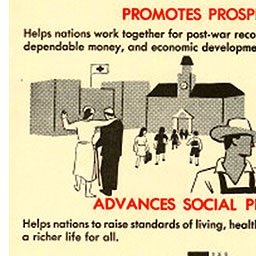 PROMOTES PROSP
Helps nations work together for post-war reco
dependable money, and economic developme
ADVANCES SOCIAL P
Helps nations to raise standards of living, healt
a richer life for all.